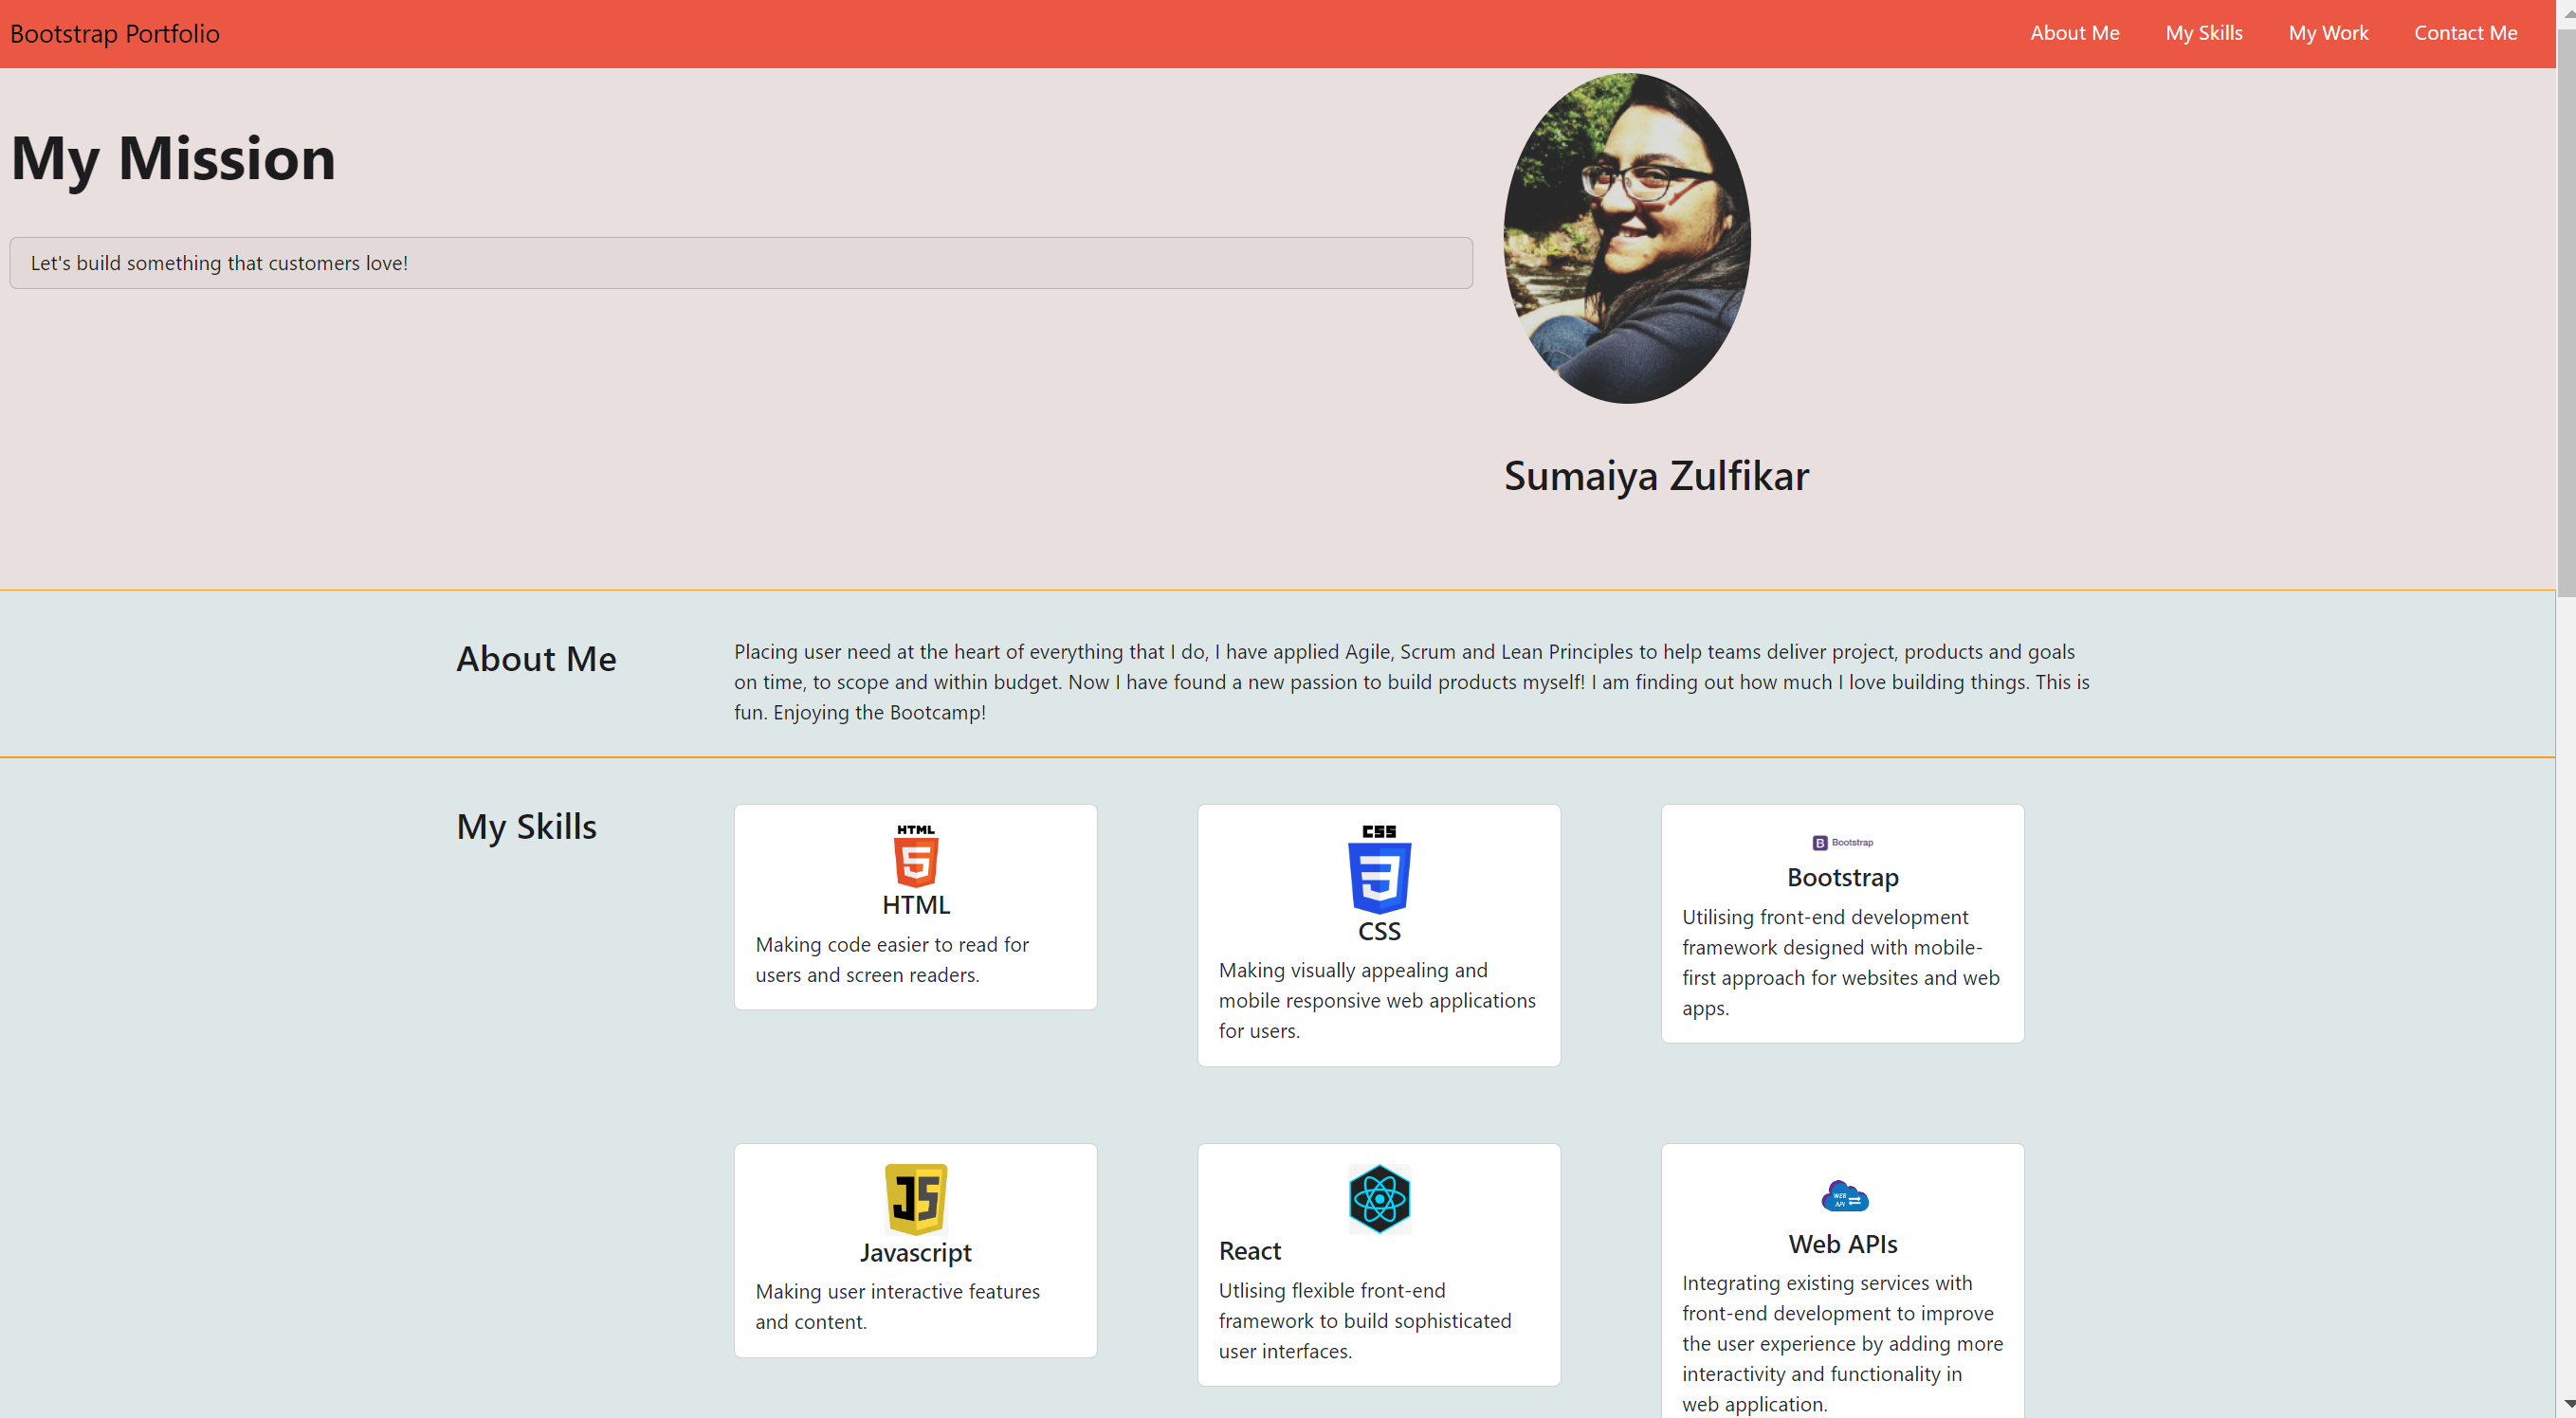 Bootstrap Portfolio
About Me
My Skills
My Work
Contact Me
My Mission
Let's build something that customers love!
Sumaiya Zulfikar
About Me
Placing user need at the heart of everything that I do, I have applied Agile, Scrum and Lean Principles to help teams deliver project, products and goals
on time, to scope and within budget. Now I have found a new passion to build products myself! I am finding out how much I love building things. This is
fun. Enjoying the Bootcamp!
My Skills
HTML
5
HTML
Making code easier to read for
users and screen readers.
CSS
3
CSS
Making visually appealing and
mobile responsive web applications
for users.
B Bootstrap
Bootstrap
Utilising front-end development
framework designed with mobile-
first approach for websites and web
apps.
JS
Javascript
Making user interactive features
and content.
React
Utlising flexible front-end
framework to build sophisticated
user interfaces.
WEB
API
Web APIs
Integrating existing services with
front-end development to improve
the user experience by adding more
interactivity and functionality in
web application.